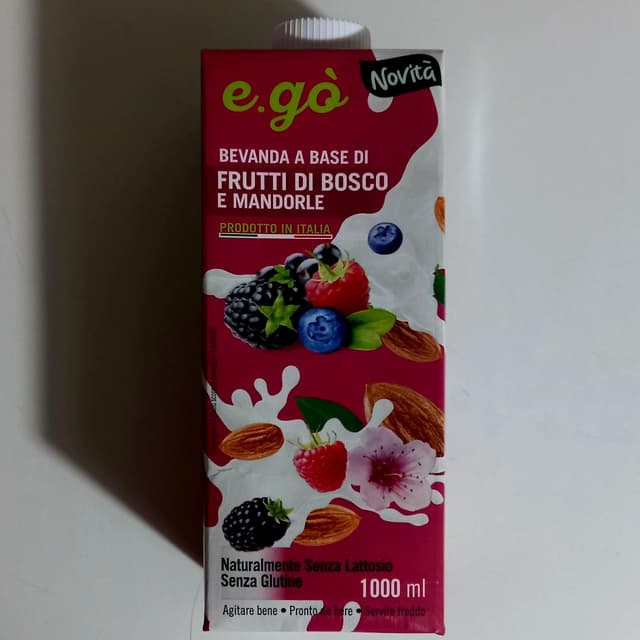 Novità
e.gò
BEVANDA A BASE DI
FRUTTI DI BOSCO
E MANDORLE
PRODOTTO IN ITALIA
Naturalmente Senza Lattosio
Senza Glutine
1000 ml
Agitare bene • Pronto da bere • Servire freddo